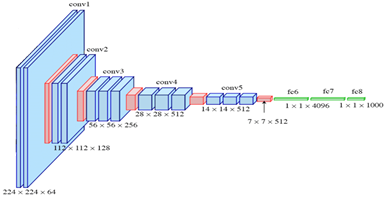 conv1
conv2
conv3
conv4
conv5
fc6 fc7 fc8
1 × 1 × 4096 1 × 1 × 1000
7 × 7 × 512
14 × 14 × 512
28 × 28 × 512
56 × 56 × 256
112 × 112 × 128
224 × 224 × 64